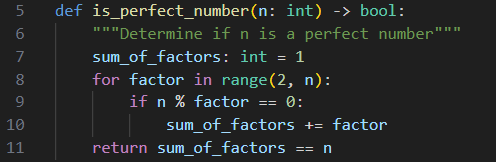 5 def is_perfect_number(n: int) -> bool:
6     """Determine if n is a perfect number"""
7     sum_of_factors: int = 1
8     for factor in range(2, n):
9         if n % factor == 0:
10             sum_of_factors += factor
11     return sum_of_factors == n